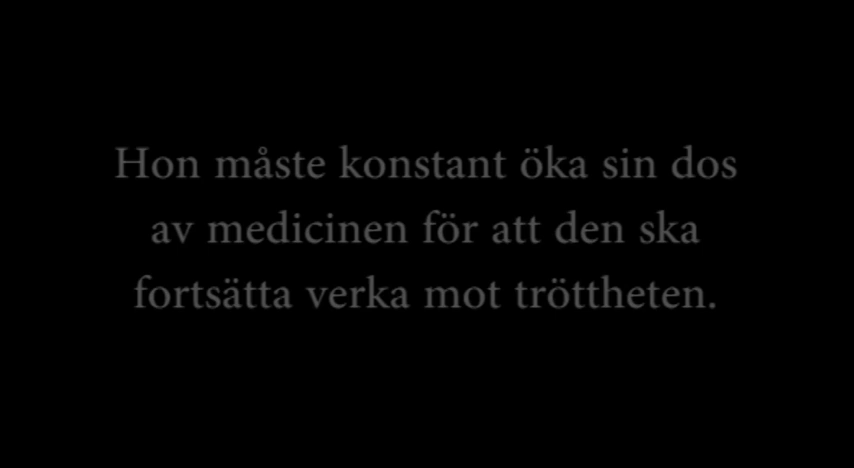 Hon måste konstant öka sin dos
av medicinen för att den ska
fortsätta verka mot tröttheten.